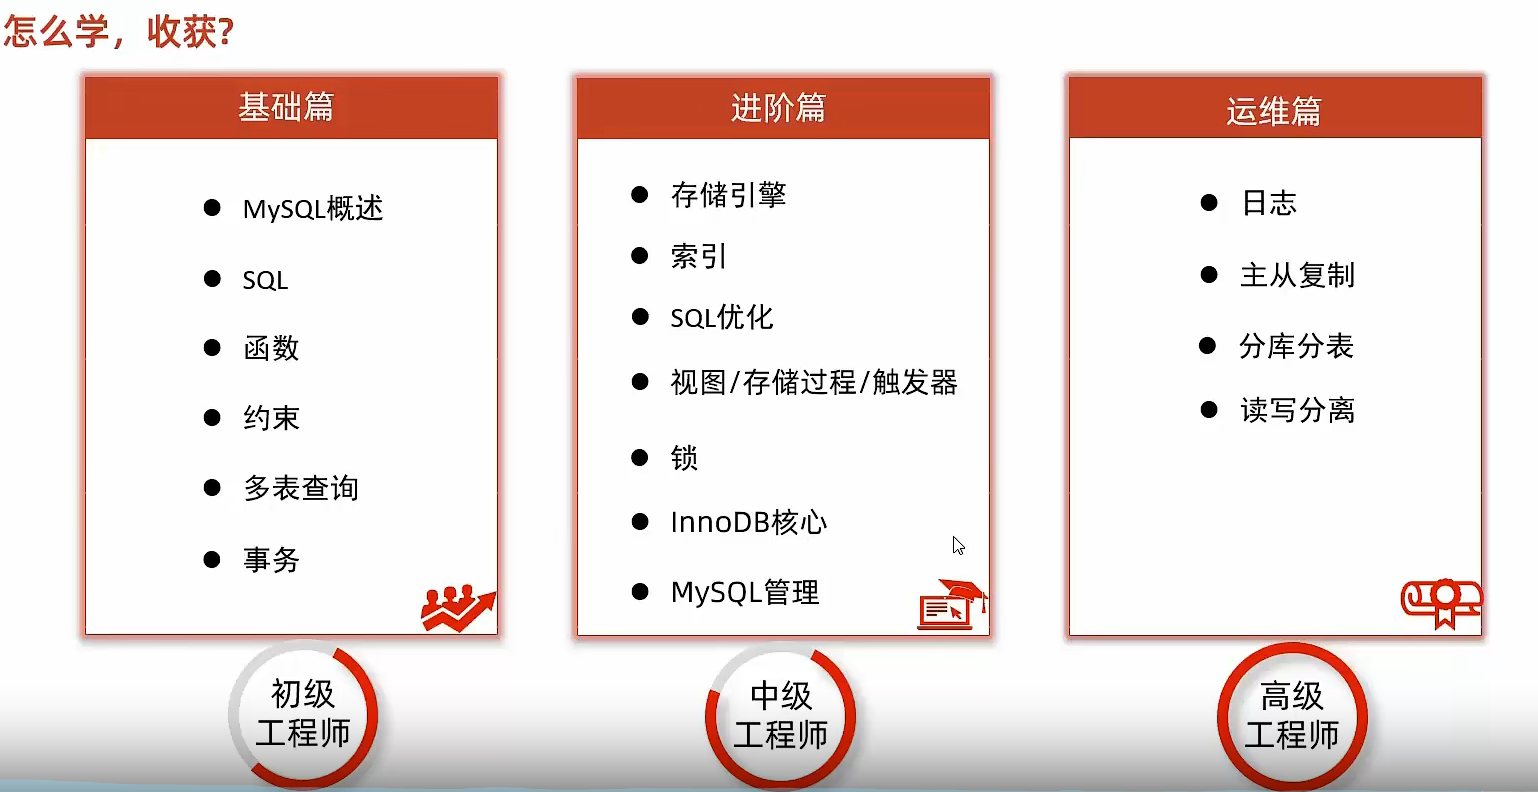 怎么学，收获?
基础篇
MySQL概述
SQL
函数
约束
多表查询
事务
初级
工程师
进阶篇
存储引擎
索引
SQL优化
视图/存储过程/触发器
锁
InnoDB核心
MySQL管理
中级
工程师
运维篇
日志
主从复制
分库分表
读写分离
高级
工程师